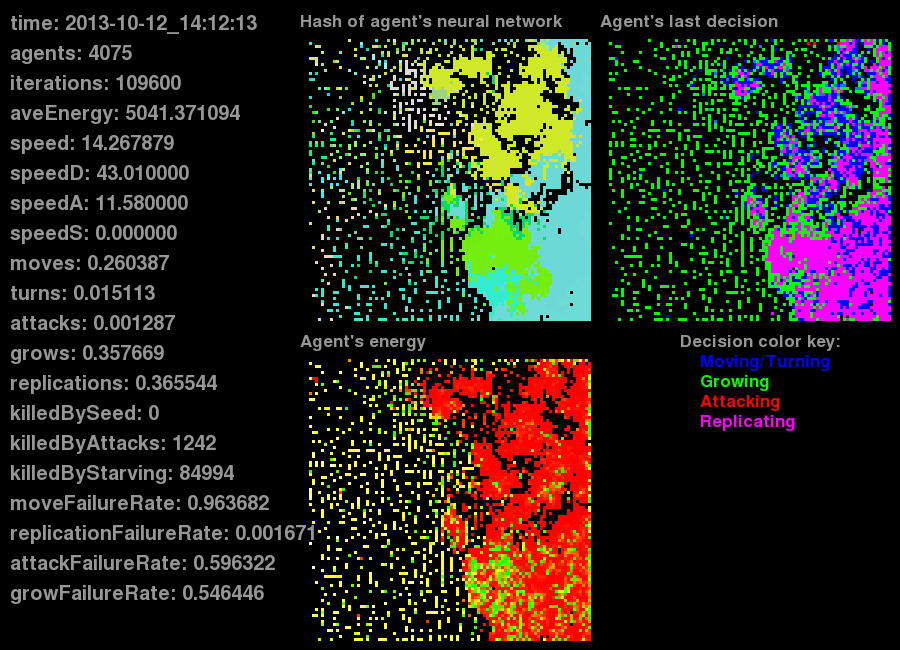 time: 2013-10-12_14:12:13
agents: 4075
iterations: 109600
aveEnergy: 5041.371094
speed: 14.267879
speedD: 43.010000
speedA: 11.580000
speedS: 0.000000
moves: 0.260387
turns: 0.015113
attacks: 0.001287
grows: 0.357669
replications: 0.365544
killedBySeed: 0
killedByAttacks: 1242
killedByStarving: 84994
moveFailureRate: 0.963682
replicationFailureRate: 0.001671
attackFailureRate: 0.596322
growFailureRate: 0.546446
Hash of agent's neural network
Agent's last decision
Agent's energy
Decision color key:
Moving/Turning
Growing
Attacking
Replicating